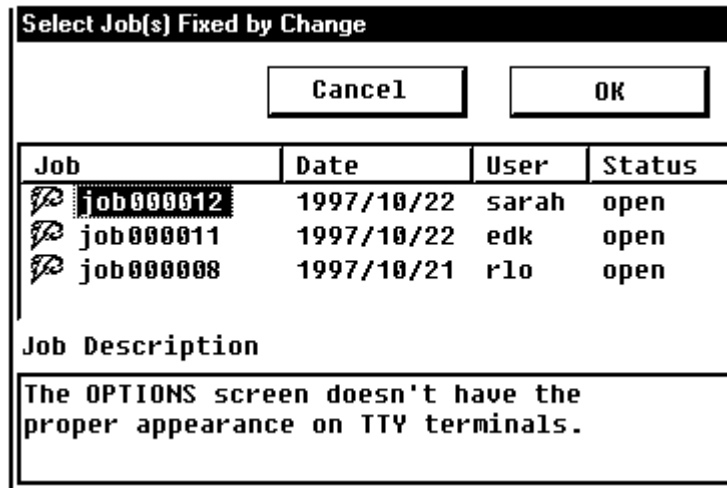 Select Job(s) Fixed by Change
Cancel OK
Job Date User Status
job000012 1997/10/22 sarah open
job000011 1997/10/22 edk open
job000008 1997/10/21 rlo open
Job Description
The OPTIONS screen doesn't have the
proper appearance on TTY terminals.